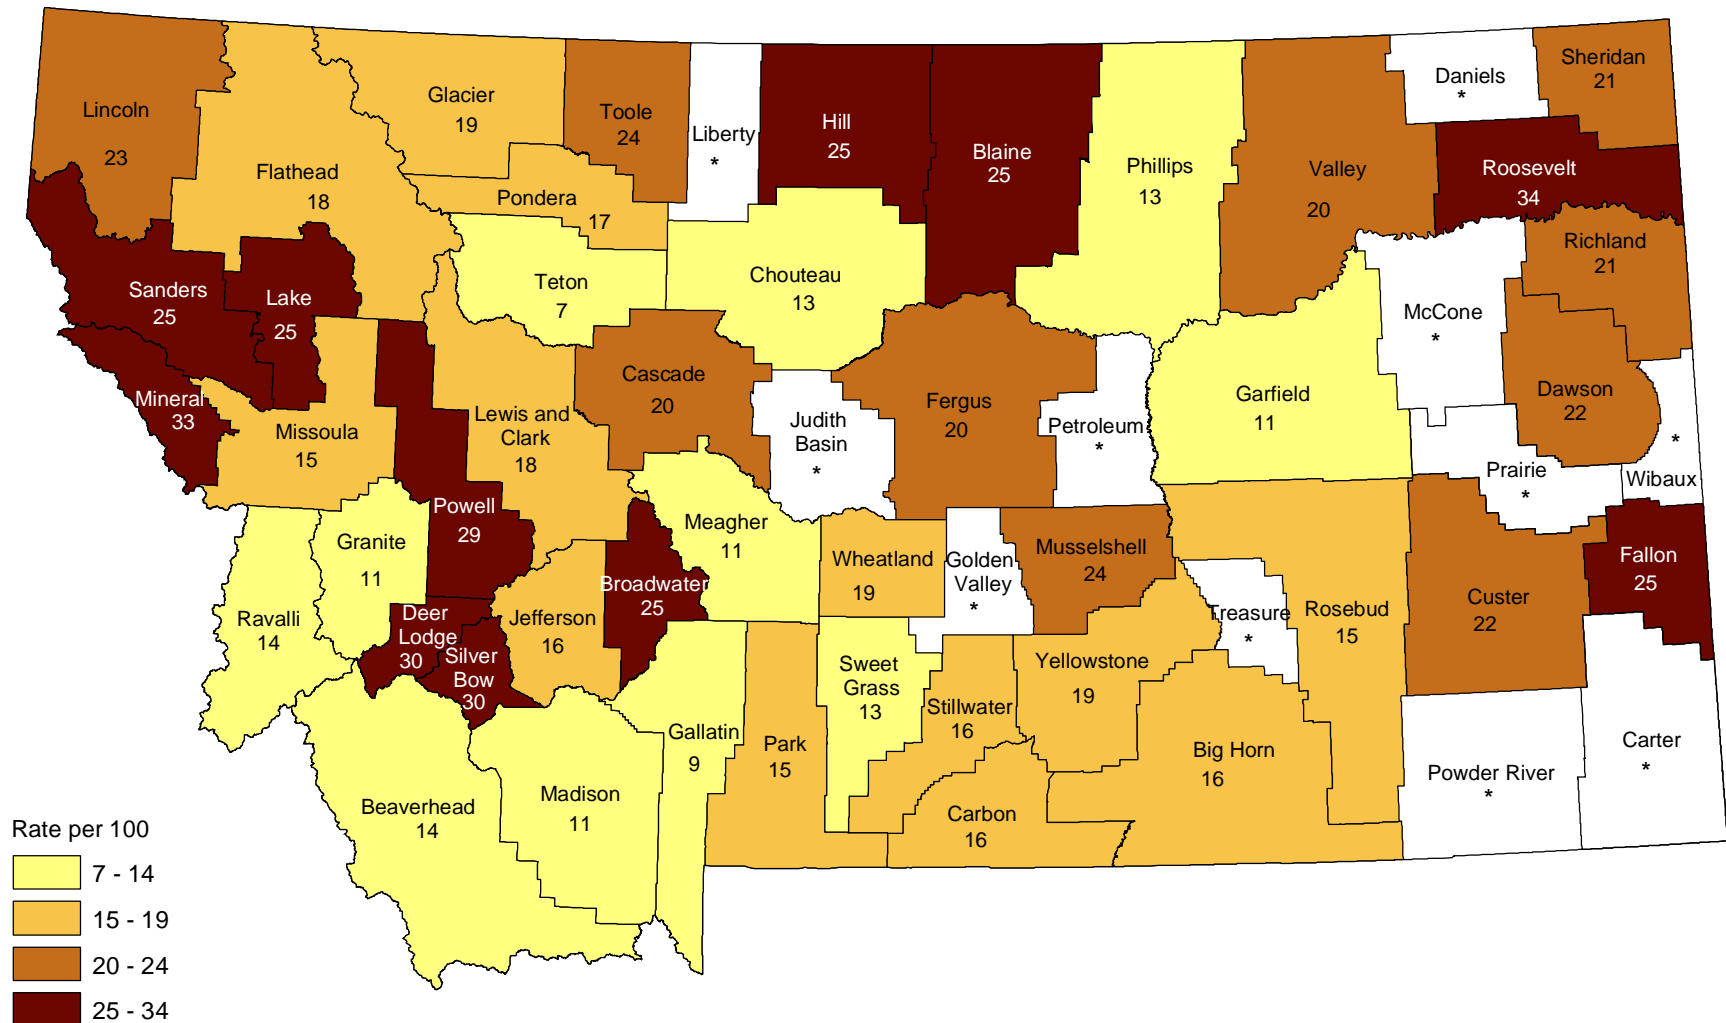 Lincoln
23
Flathead
18
Glacier
19
Toole
24
Liberty
*
Hill
25
Blaine
25
Phillips
13
Valley
20
Daniels
*
Sheridan
21
Roosevelt
34
Richland
21
Pondera
17
Teton
7
Chouteau
13
Sanders
25
Lake
25
Mineral
33
Missoula
15
Lewis and
Clark
18
Cascade
20
Judith
Basin
*
Fergus
20
Petroleum
*
Garfield
11
McCone
*
Dawson
22
Prairie
*
*
Wibaux
Powell
29
Granite
11
Ravalli
14
Deer
Lodge
30
Silver
Bow
30
Jefferson
16
Broadwater
25
Meagher
11
Wheatland
19
Golden
Valley
*
Musselshell
24
Treasure
*
Rosebud
15
Custer
22
Fallon
25
Sweet
Grass
13
Stillwater
16
Yellowstone
19
Gallatin
9
Park
15
Beaverhead
14
Madison
11
Carbon
16
Big Horn
16
Powder River
*
Carter
*
Rate per 100
7 - 14
15 - 19
20 - 24
25 - 34